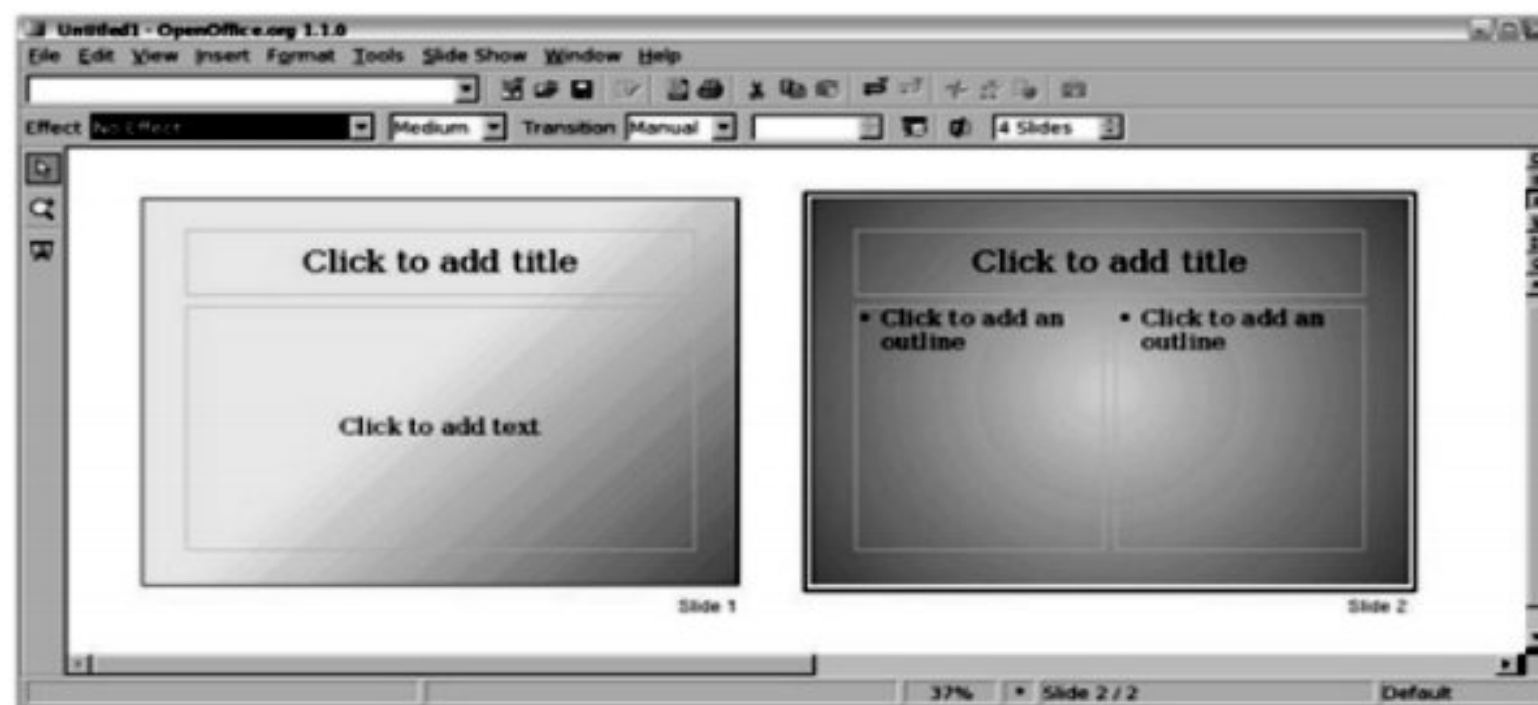 Untitled1 - OpenOffice.org 1.1.0
File Edit View Insert Format Tools Slide Show Window Help
Effect No Effect Medium Transition Manual 4 Slides
Click to add title
Click to add text
Slide 1
Click to add title
• Click to add an
outline
• Click to add an
outline
Slide 2
37% * Slide 2 / 2 Default